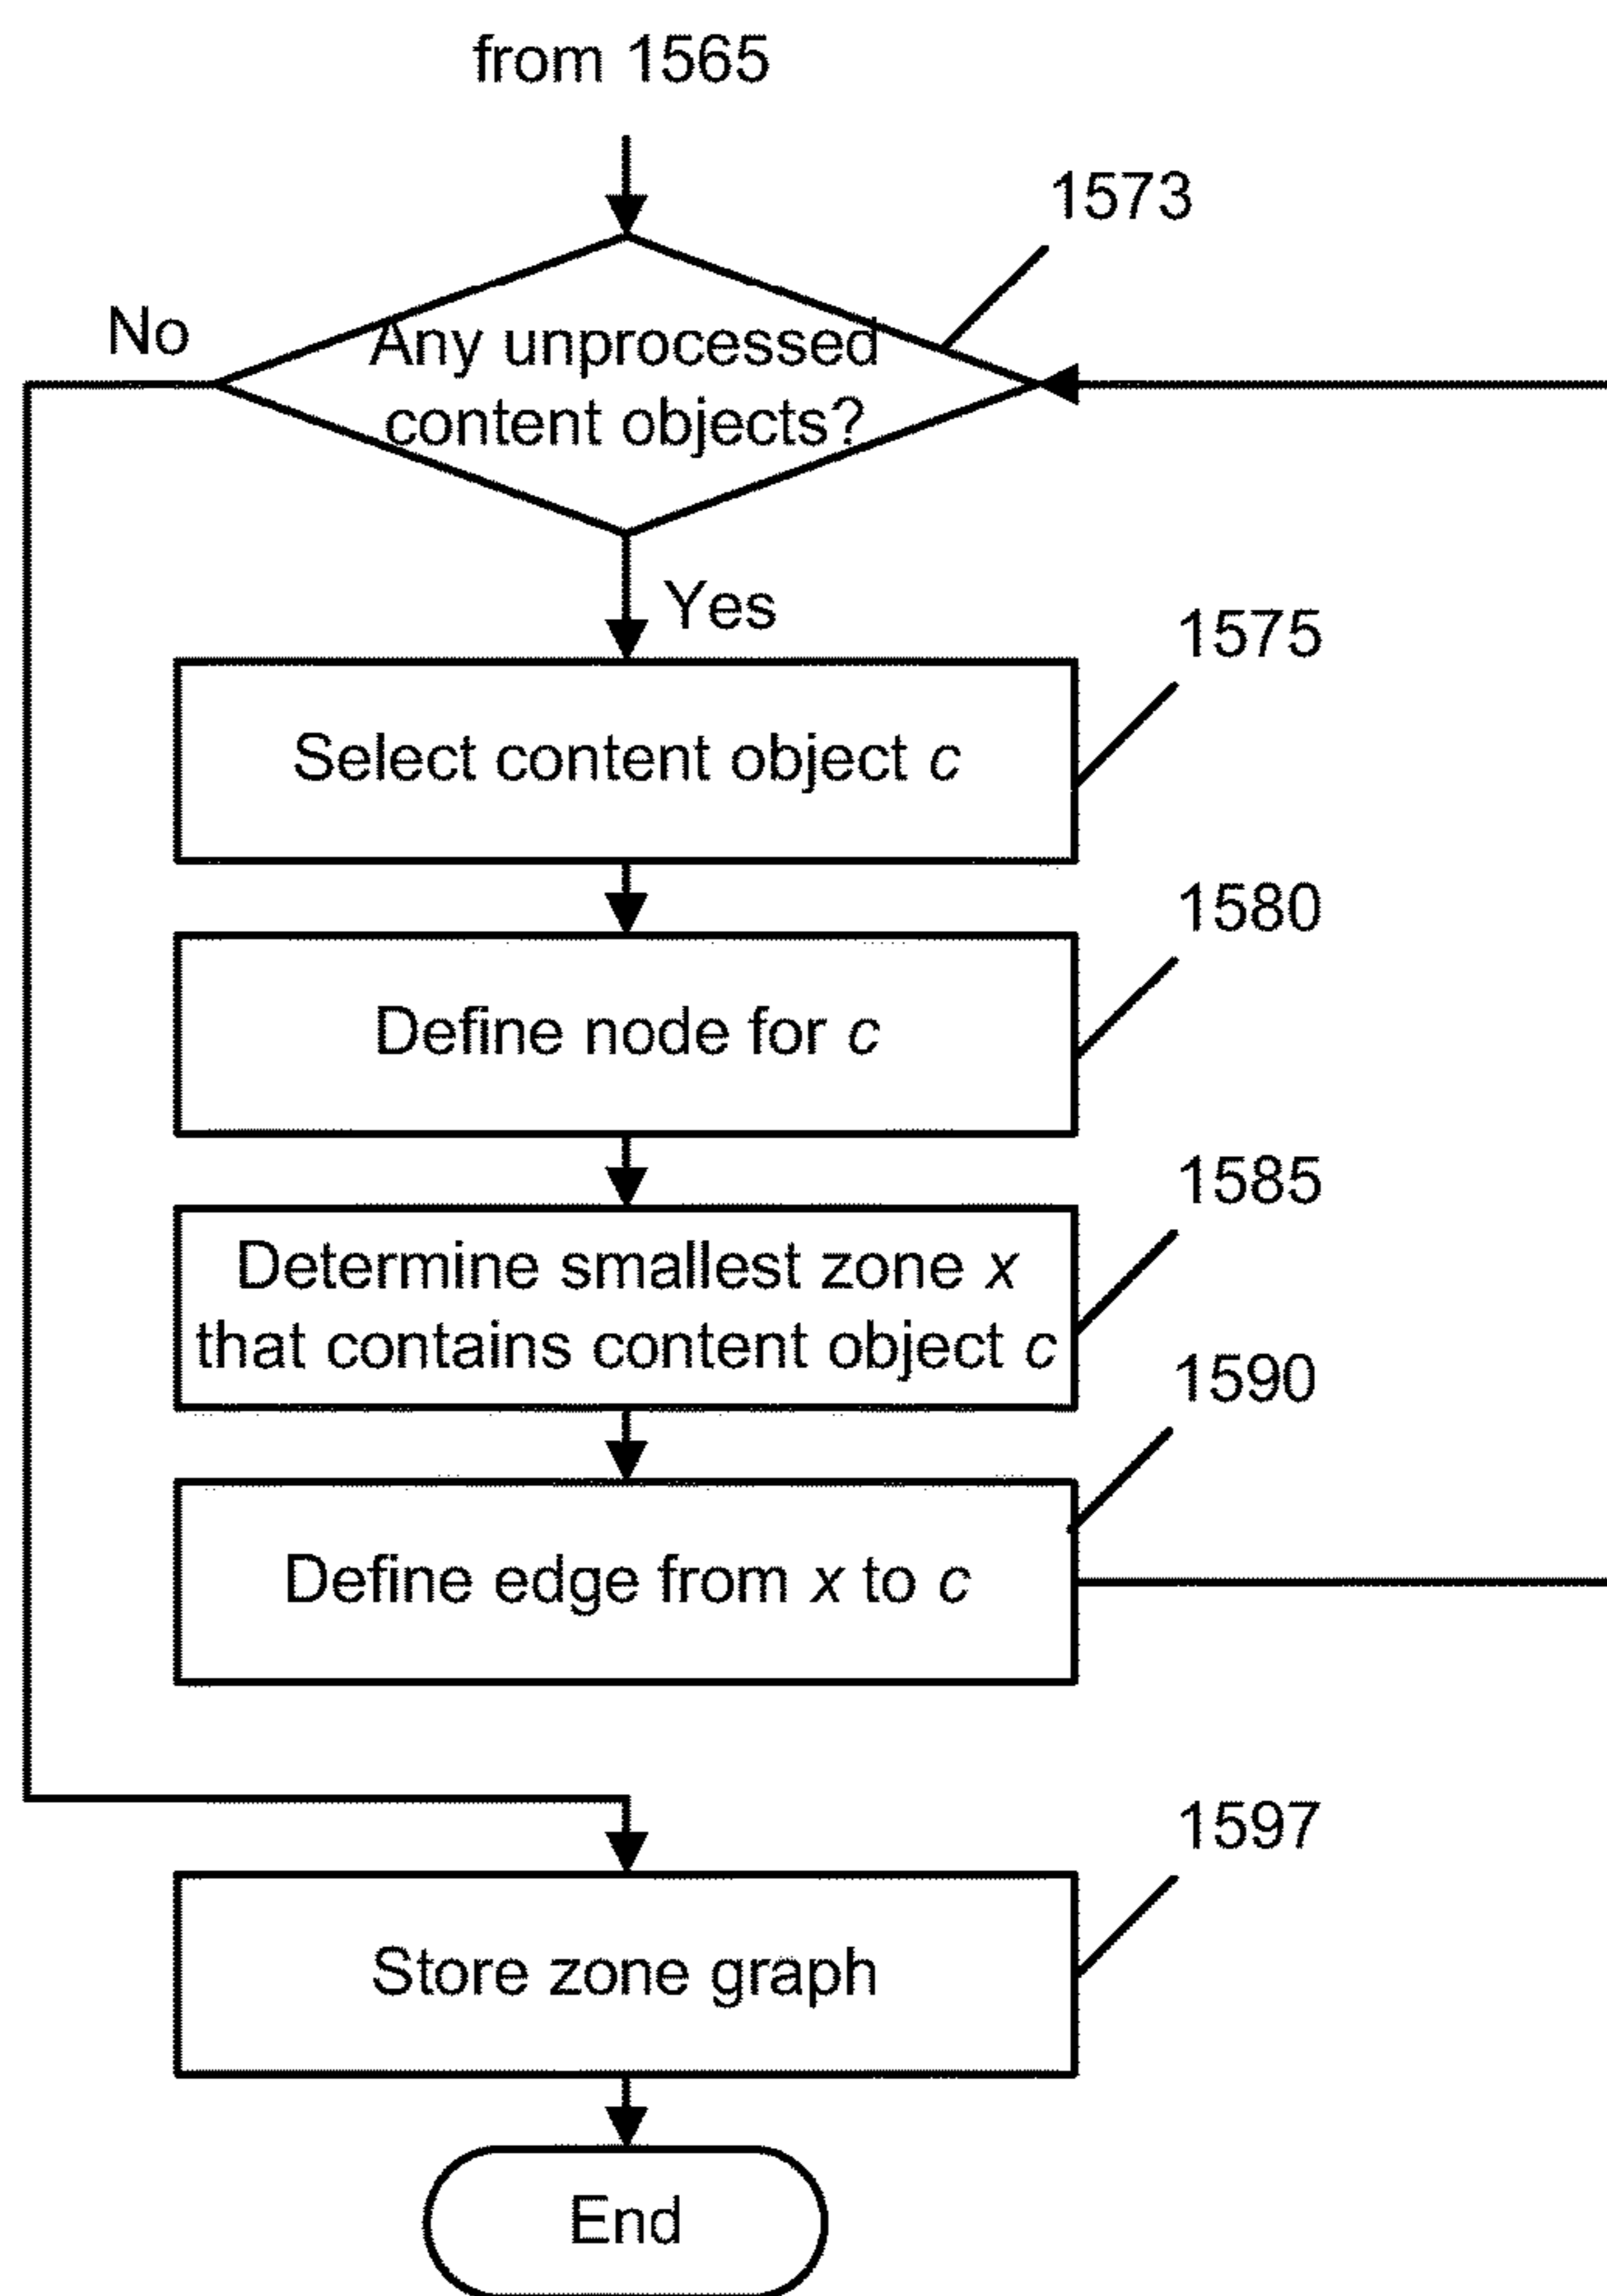 from 1565
1573
No
Any unprocessed
content objects?
Yes
1575
Select content object c
1580
Define node for c
1585
Determine smallest zone x
that contains content object c
1590
Define edge from x to c
1597
Store zone graph
End